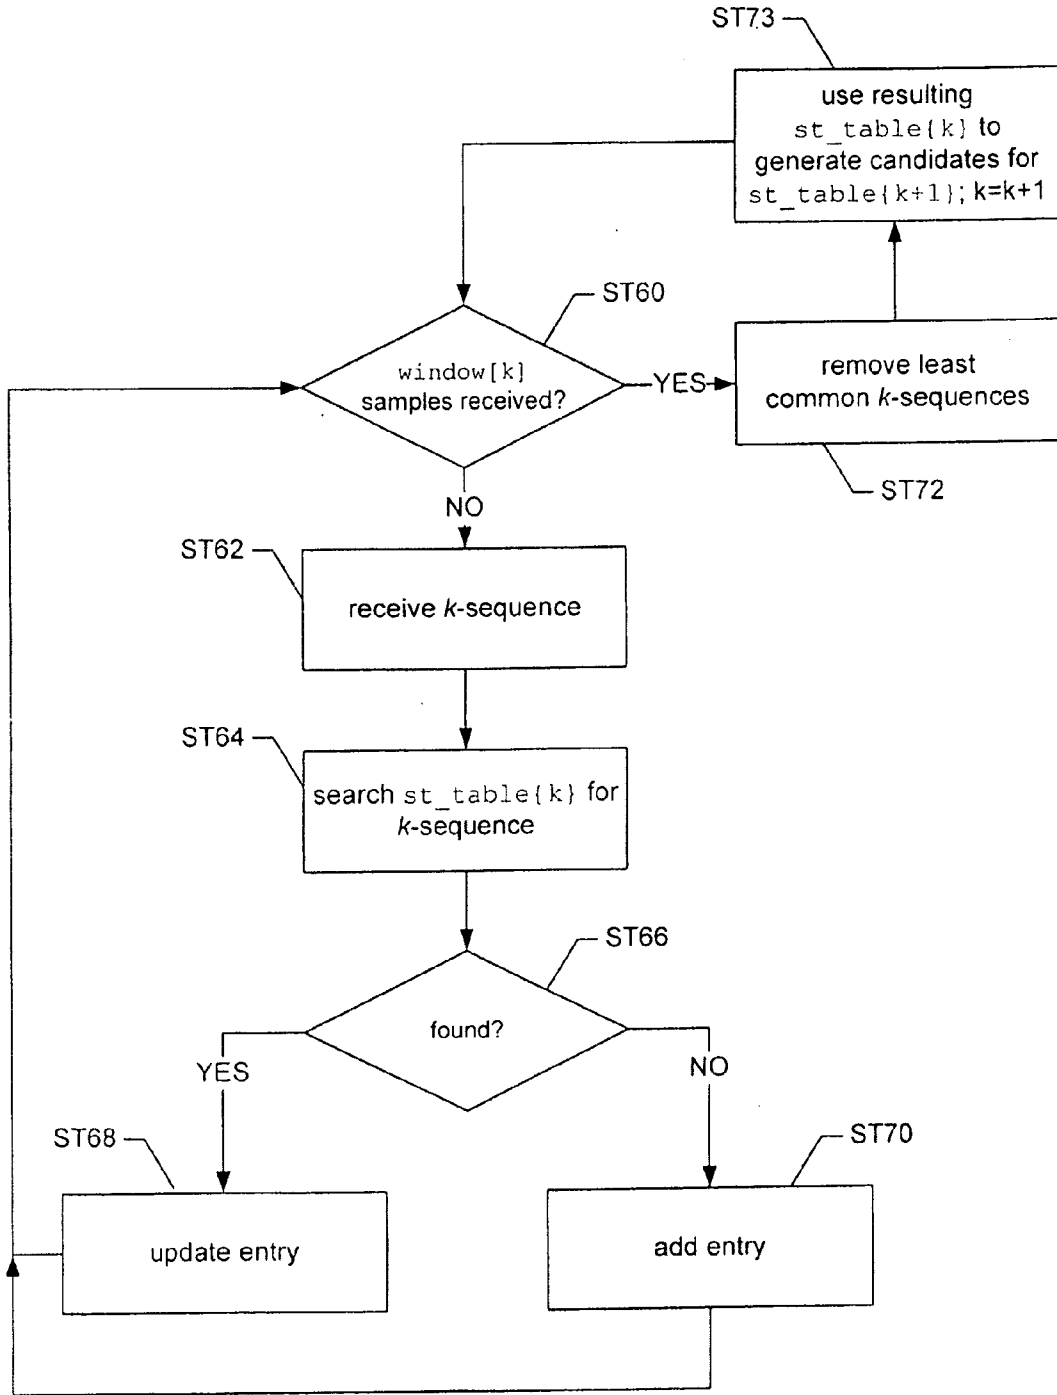 ST73
use resulting
st_table{k} to
generate candidates for
st_table{k+1}; k=k+1
ST60
window[k]
samples received?
YES
remove least
common k-sequences
ST72
NO
ST62
receive k-sequence
ST64
search st_table{k} for
k-sequence
ST66
found?
YES
NO
ST68
ST70
update entry
add entry